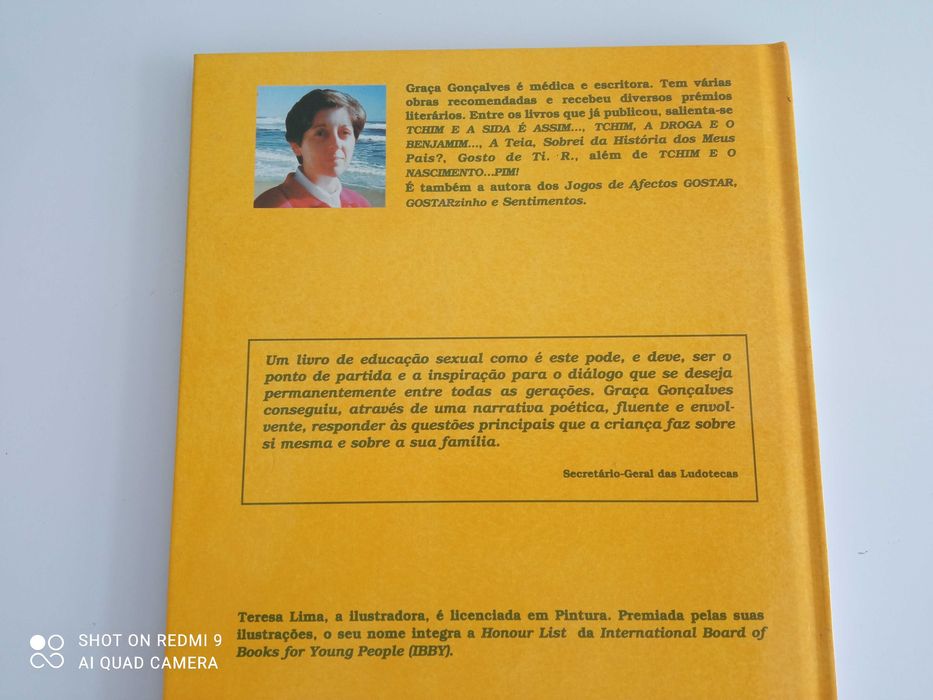 Graça Gonçalves é médica e escritora. Tem várias
obras recomendadas e recebeu diversos prémios
literários. Entre os livros que já publicou, salienta-se
TCHIM E A SIDA É ASSIM..., TCHIM, A DROGA E O
BENJAMIM..., A Teia, Sobrei da História dos Meus
Pais?, Gosto de Ti. R., além de TCHIM E O
NASCIMENTO...PIM!
É também a autora dos Jogos de Afectos GOSTAR,
GOSTARzinho e Sentimentos.
Um livro de educação sexual como é este pode, e deve, ser o
ponto de partida e a inspiração para o diálogo que se deseja
permanentemente entre todas as gerações. Graça Gonçalves
conseguiu, através de uma narrativa poética, fluente e envol-
vente, responder às questões principais que a criança faz sobre
si mesma e sobre a sua família.
Secretário-Geral das Ludotecas
Teresa Lima, a ilustradora, é licenciada em Pintura. Premiada pelas suas
ilustrações, o seu nome integra a Honour List da International Board of
Books for Young People (IBBY).
SHOT ON REDMI 9
AI QUAD CAMERA